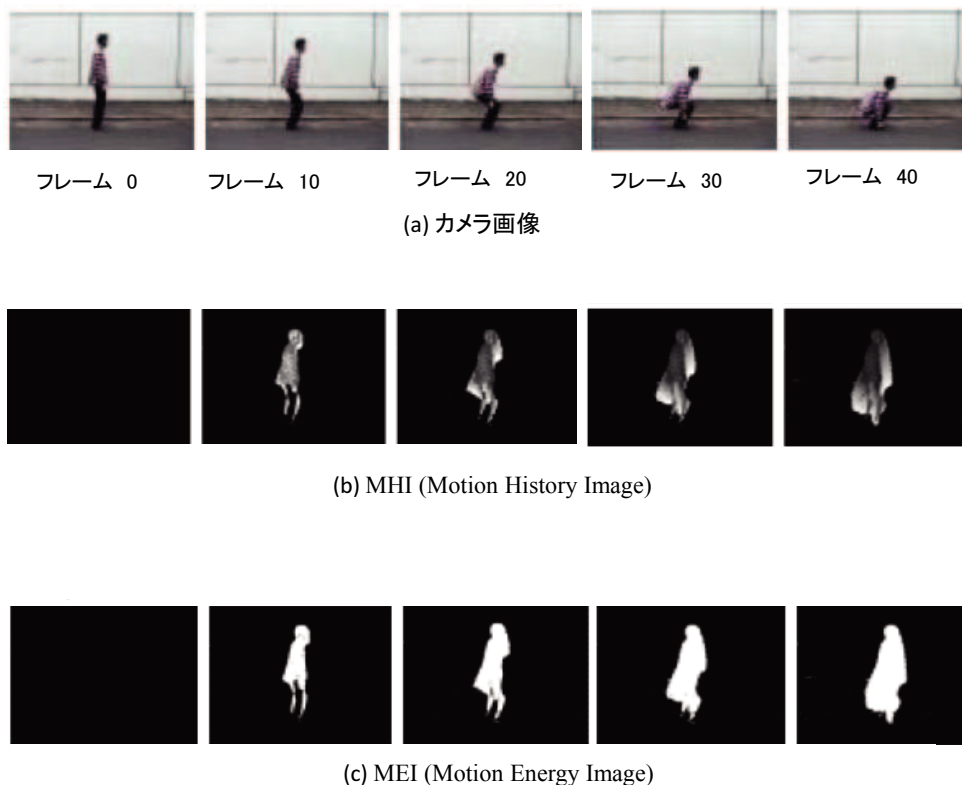 フレーム 0 フレーム 10 フレーム 20 フレーム 30 フレーム 40
(a) カメラ画像
(b) MHI (Motion History Image)
(c) MEI (Motion Energy Image)